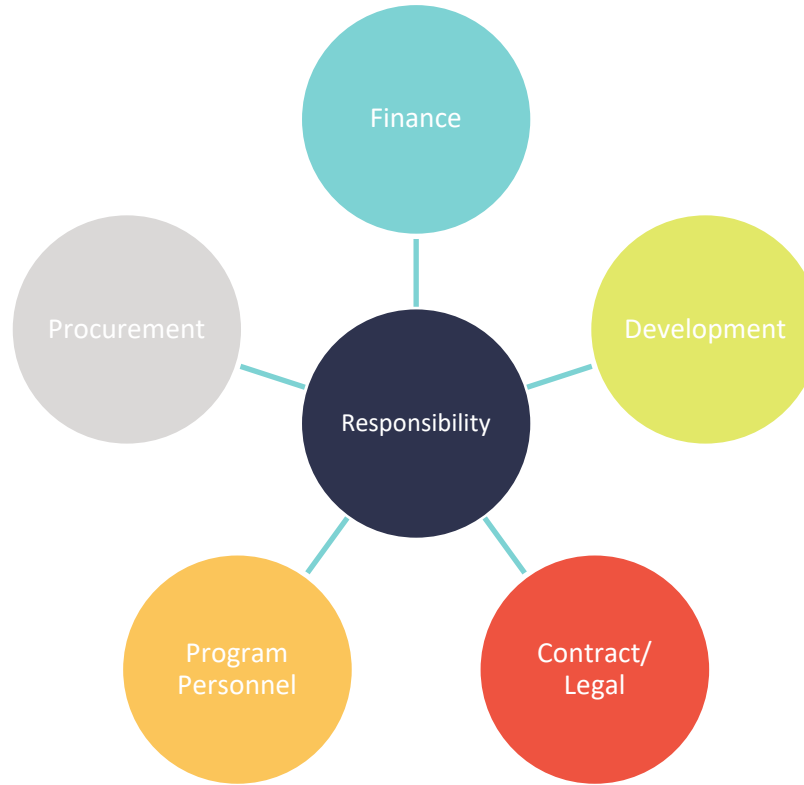 Finance
Procurement
Development
Responsibility
Program
Personnel
Contract/
Legal